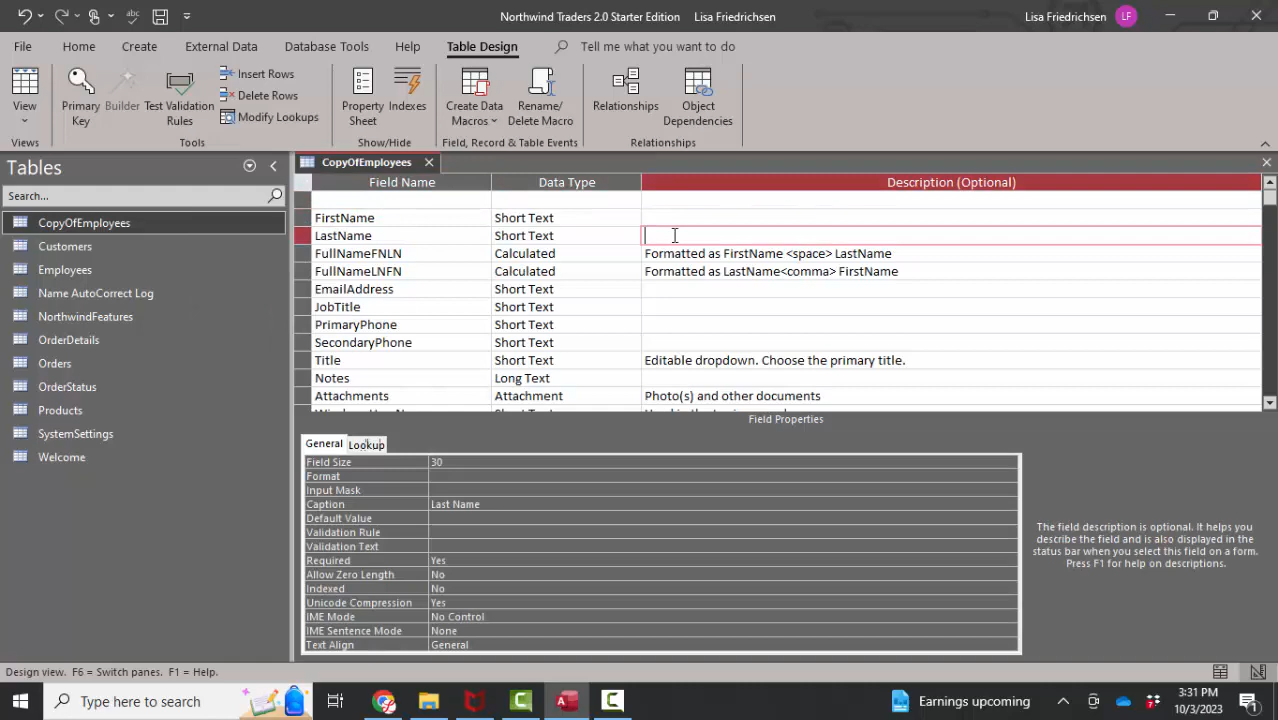 Northwind Traders 2.0 Starter Edition Lisa Friedrichsen Lisa Friedrichsen LF
File Home Create External Data Database Tools Help Table Design Tell me what you want to do
View
Primary Key
Builder
Test Validation Rules
Insert Rows
Delete Rows
Modify Lookups
Property Sheet
Indexes
Create Data Macros
Rename/ Delete Macro
Relationships
Object Dependencies
Views Tools Show/Hide Field, Record & Table Events Relationships
Tables
Search...
CopyOfEmployees
Customers
Employees
Name AutoCorrect Log
NorthwindFeatures
OrderDetails
Orders
OrderStatus
Products
SystemSettings
Welcome
CopyOfEmployees
Field Name Data Type Description (Optional)
FirstName Short Text
LastName Short Text
FullNameFNLN Calculated Formatted as FirstName <space> LastName
FullNameLNFN Calculated Formatted as LastName<comma> FirstName
EmailAddress Short Text
JobTitle Short Text
PrimaryPhone Short Text
SecondaryPhone Short Text
Title Short Text Editable dropdown. Choose the primary title.
Notes Long Text
Attachments Attachment Photo(s) and other documents
Field Properties
General Lookup
Field Size 30
Format
Input Mask
Caption Last Name
Default Value
Validation Rule
Validation Text
Required Yes
Allow Zero Length No
Indexed No
Unicode Compression Yes
IME Mode No Control
IME Sentence Mode None
Text Align General
The field description is optional. It helps you
describe the field and is also displayed in the
status bar when you select this field on a form.
Press F1 for help on descriptions.
Design view. F6 = Switch panes. F1 = Help.
Type here to search
Earnings upcoming
3:31 PM
10/3/2023
1